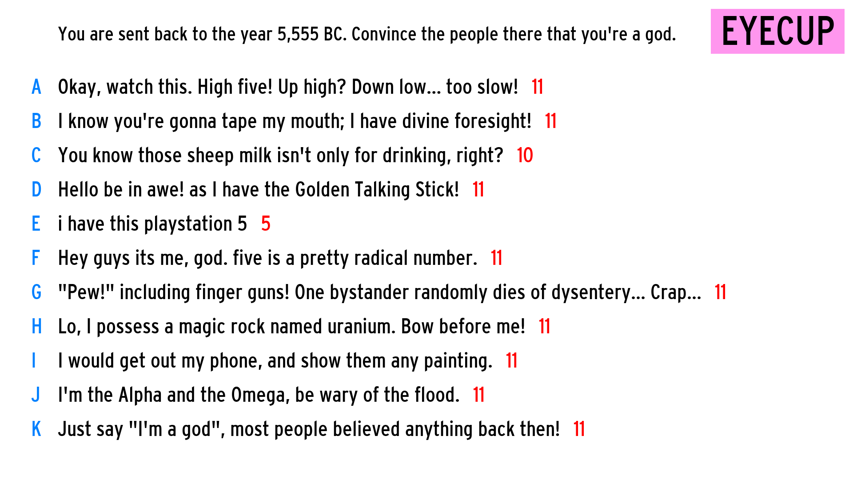 You are sent back to the year 5,555 BC. Convince the people there that you're a god.
EYECUP
A Okay, watch this. High five! Up high? Down low... too slow! 11
B I know you're gonna tape my mouth; I have divine foresight! 11
C You know those sheep milk isn't only for drinking, right? 10
D Hello be in awe! as I have the Golden Talking Stick! 11
E i have this playstation 5 5
F Hey guys its me, god. five is a pretty radical number. 11
G "Pew!" including finger guns! One bystander randomly dies of dysentery... Crap... 11
H Lo, I possess a magic rock named uranium. Bow before me! 11
I I would get out my phone, and show them any painting. 11
J I'm the Alpha and the Omega, be wary of the flood. 11
K Just say "I'm a god", most people believed anything back then! 11